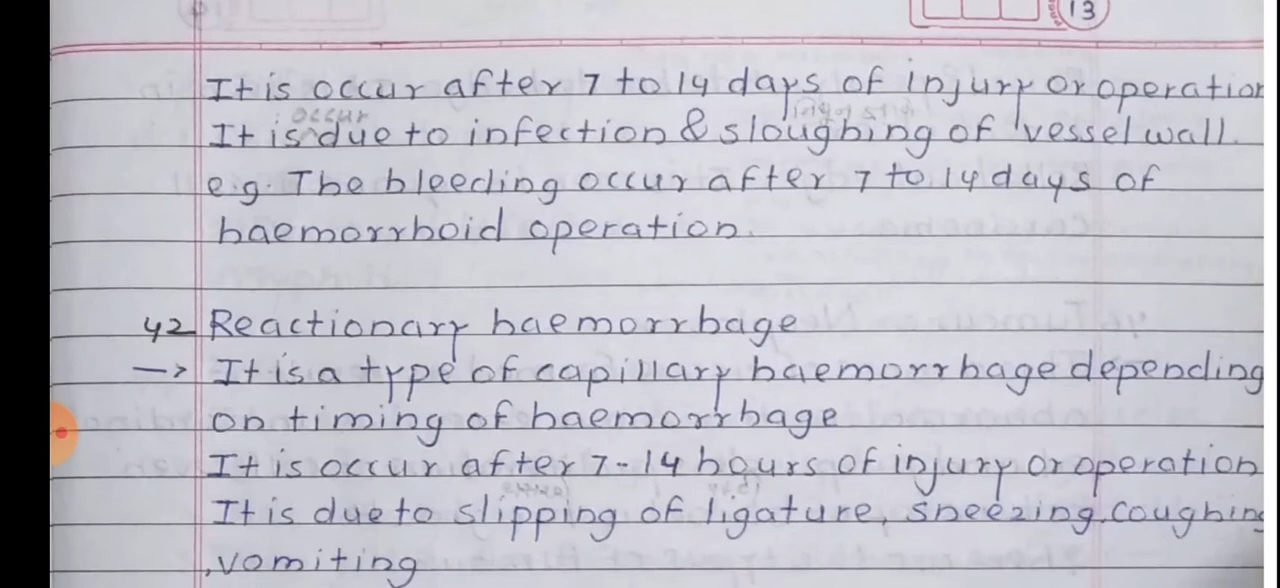 13
It is occur after 7 to 14 days of injury or operation
occur
It is ^ due to infection & sloughing of vessel wall.
e.g. The bleeding occur after 7 to 14 days of
haemorrhoid operation.
42 Reactionary haemorrhage
→ It is a type of capillary haemorrhage depending
on timing of haemorrhage
It is occur after 7-14 hours of injury or operation
It is due to slipping of ligature, sneezing, coughing
, vomiting